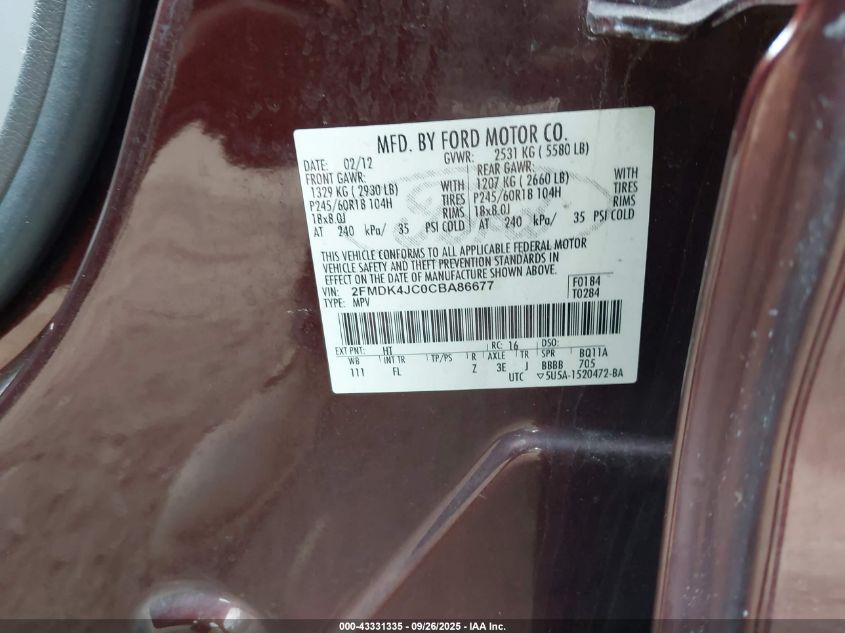 MFD. BY FORD MOTOR CO.
DATE: 02/12 GVWR: 2531 KG ( 5580 LB)
FRONT GAWR: REAR GAWR:
1329 KG ( 2930 LB) WITH 1207 KG ( 2660 LB) WITH
P245/60R18 104H TIRES P245/60R18 104H TIRES
18x8.0J RIMS 18x8.0J RIMS
AT 240 kPa/ 35 PSI COLD AT 240 kPa/ 35 PSI COLD
THIS VEHICLE CONFORMS TO ALL APPLICABLE FEDERAL MOTOR
VEHICLE SAFETY AND THEFT PREVENTION STANDARDS IN
EFFECT ON THE DATE OF MANUFACTURE SHOWN ABOVE.
VIN: 2FMDK4JC0CBA86677 F0184
TYPE: MPV T0284
EXT PNT: HT RC: 16 DSO:
WB INT TR TP/PS R AXLE TR SPR BQ11A
111 FL Z 3E J BBBB 705
UTC ▽5U5A-1520472-BA
000-43331335 - 09/26/2025 - IAA Inc.